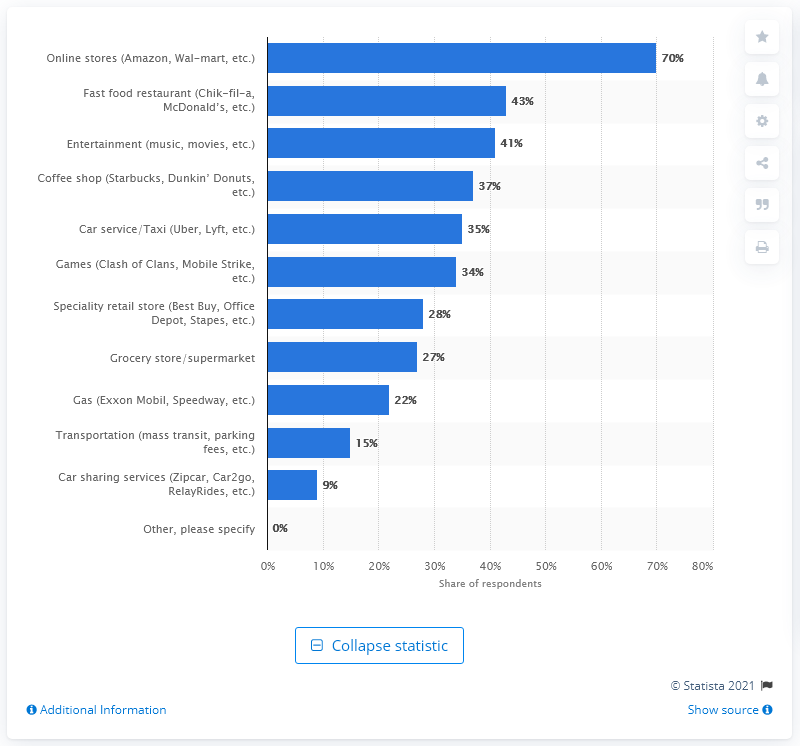 Online stores (Amazon, Wal-mart, etc.) 70%
Fast food restaurant (Chik-fil-a,
McDonald's, etc.) 43%
Entertainment (music, movies, etc.) 41%
Coffee shop (Starbucks, Dunkin' Donuts,
etc.) 37%
Car service/Taxi (Uber, Lyft, etc.) 35%
Games (Clash of Clans, Mobile Strike,
etc.) 34%
Speciality retail store (Best Buy, Office
Depot, Stapes, etc.) 28%
Grocery store/supermarket 27%
Gas (Exxon Mobil, Speedway, etc.) 22%
Transportation (mass transit, parking
fees, etc.) 15%
Car sharing services (Zipcar, Car2go,
RelayRides, etc.) 9%
Other, please specify 0%
0% 10% 20% 30% 40% 50% 60% 70% 80%
Share of respondents
Collapse statistic
© Statista 2021
Additional Information Show source